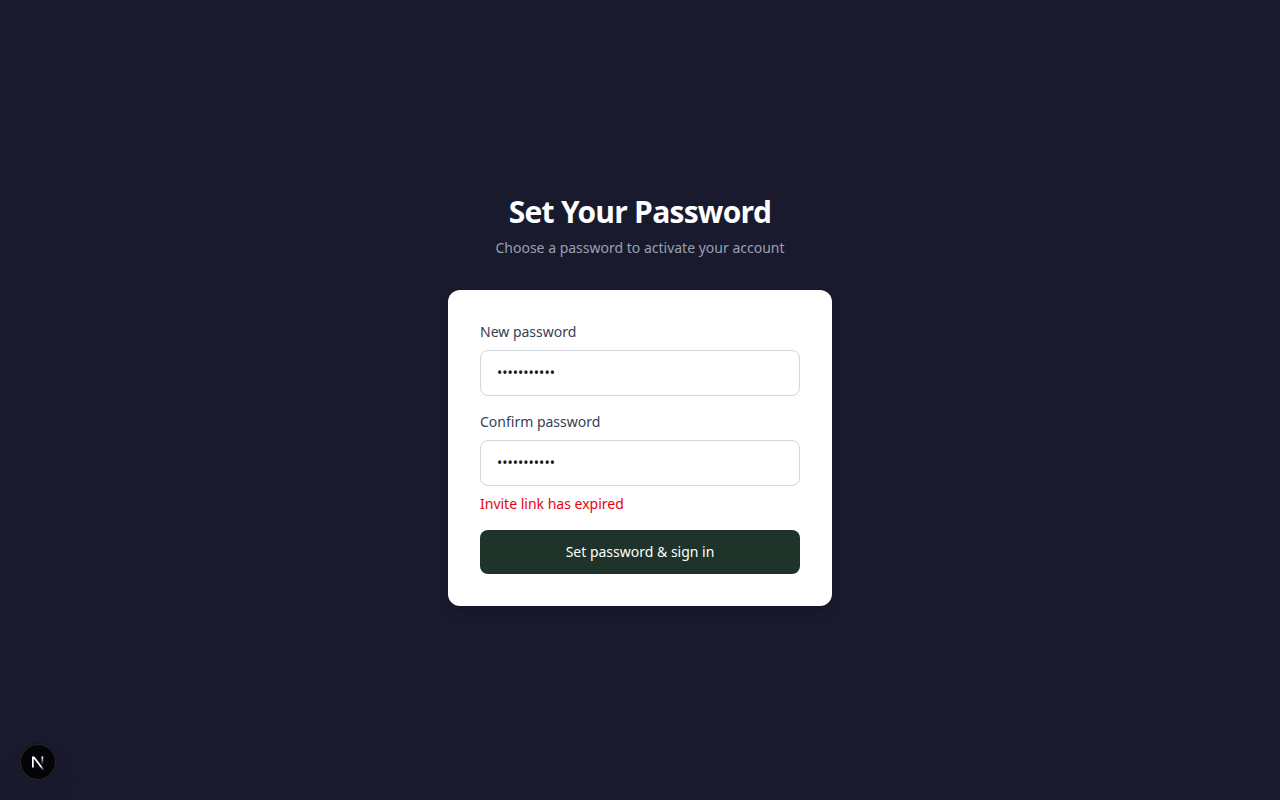 Set Your Password
Choose a password to activate your account
New password
•••••••••••
Confirm password
•••••••••••
Invite link has expired
Set password & sign in
N